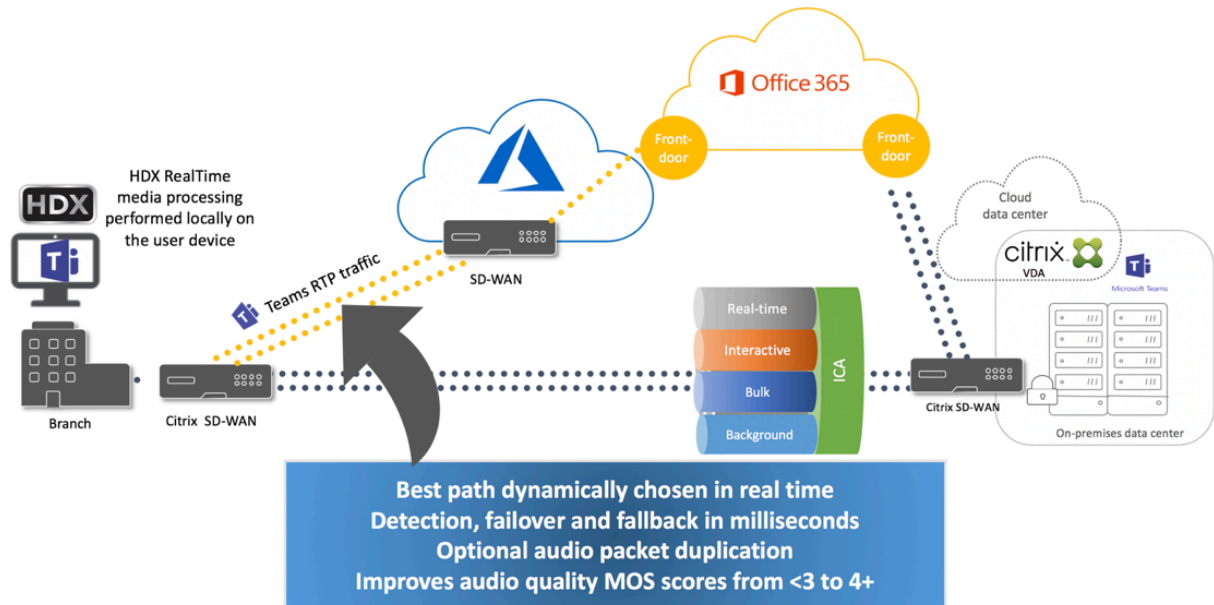 Office 365
Front-
door
Front-
door
HDX
HDX RealTime
media processing
performed locally on
the user device
Cloud
data center
citrix
VDA
Microsoft Teams
SD-WAN
Teams RTP traffic
Real-time
Interactive
Bulk
Background
ICA
Branch
Citrix SD-WAN
Citrix SD-WAN
On-premises data center
Best path dynamically chosen in real time
Detection, failover and fallback in milliseconds
Optional audio packet duplication
Improves audio quality MOS scores from <3 to 4+